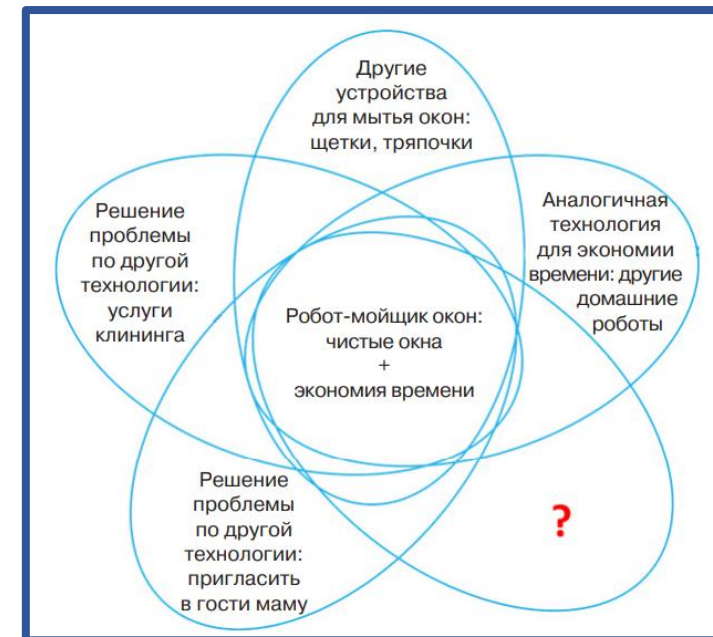 Другие
устройства
для мытья окон:
щетки, тряпочки
Решение
проблемы
по другой
технологии:
услуги
клининга
Аналогичная
технология
для экономии
времени: другие
домашние
роботы
Робот-мойщик окон:
чистые окна
+
экономия времени
Решение
проблемы
по другой
технологии:
пригласить
в гости маму
?